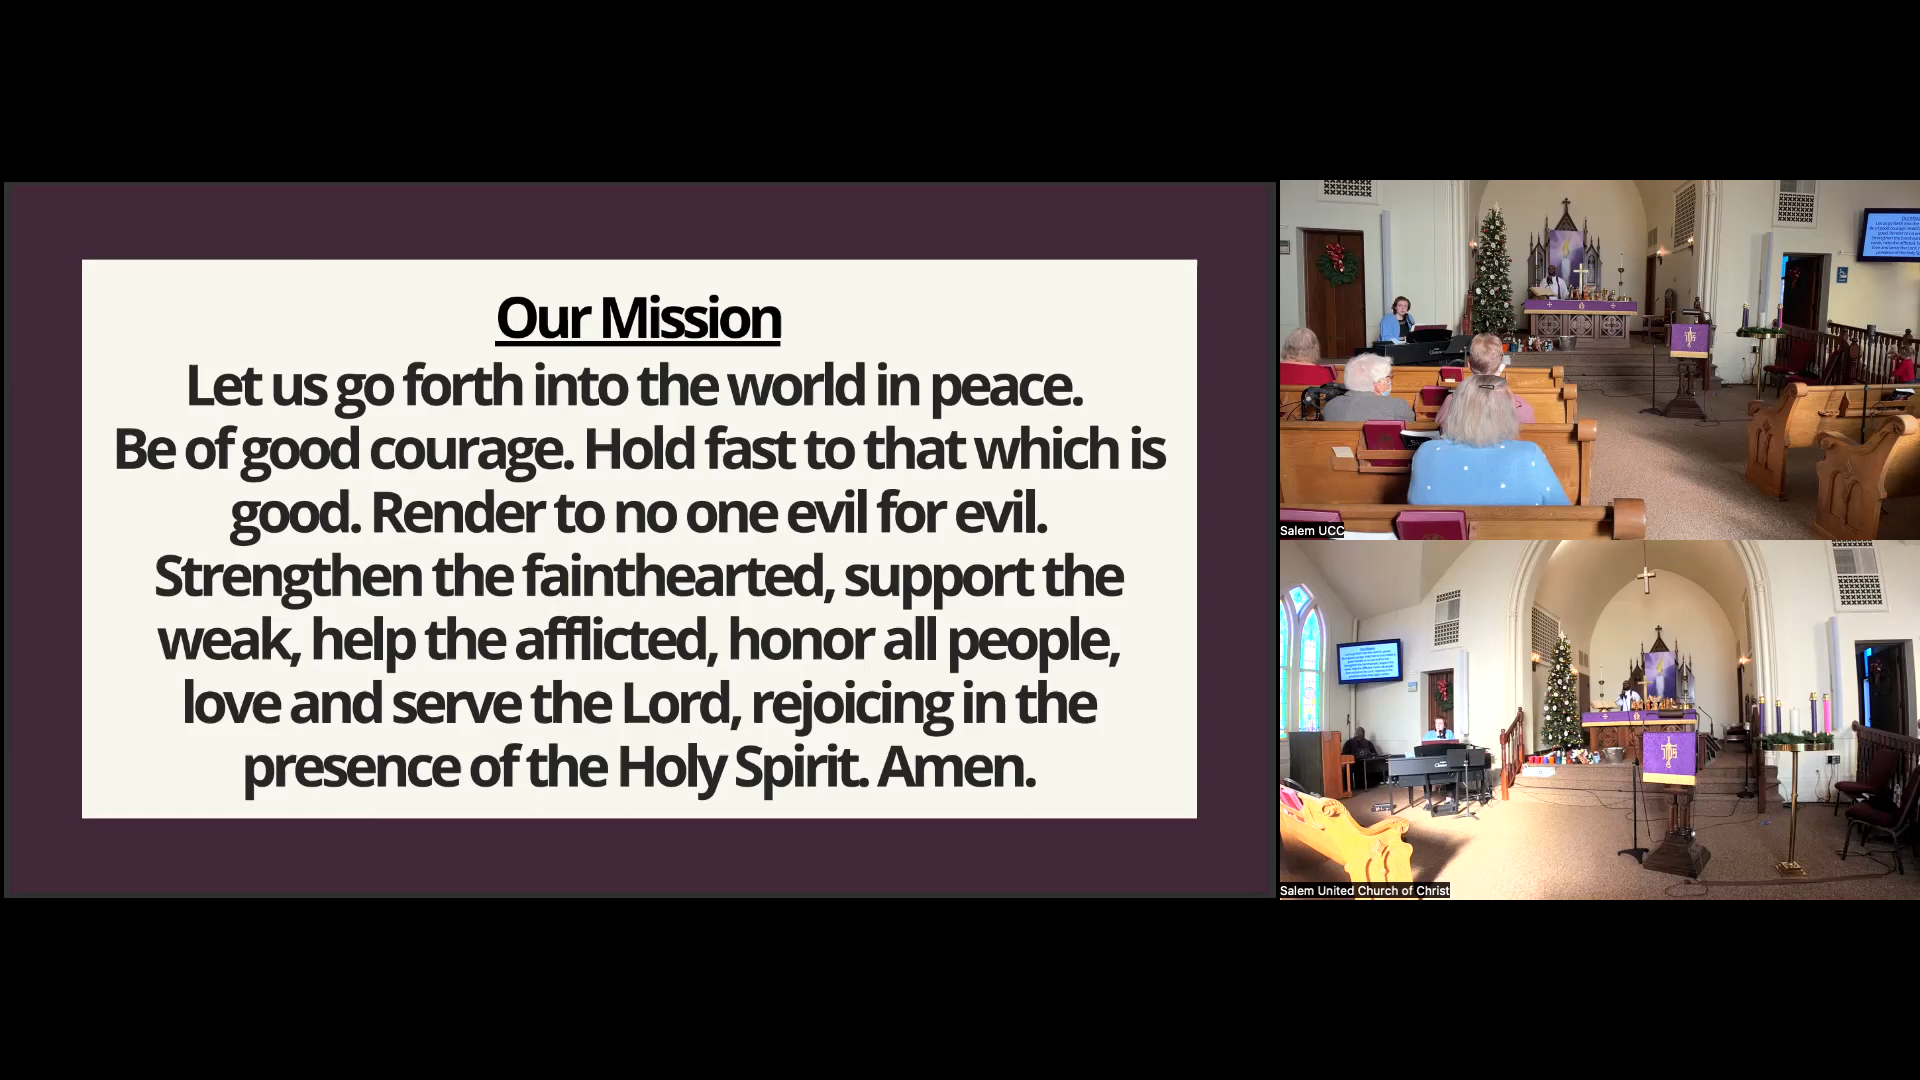 Our Mission
Let us go forth into the world in peace.
Be of good courage. Hold fast to that which is
good. Render to no one evil for evil.
Strengthen the fainthearted, support the
weak, help the afflicted, honor all people,
love and serve the Lord, rejoicing in the
presence of the Holy Spirit. Amen.
Salem UCC
Salem United Church of Christ